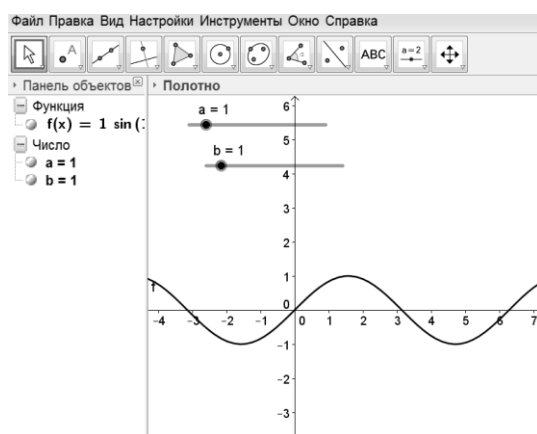 Файл Правка Вид Настройки Инструменты Окно Справка
A
ABC
a=2
Панель объектов
Полотно
Функция
f(x) = 1 sin(1
Число
a = 1
b = 1
a = 1
b = 1
6
5
4
3
2
1
0
-1
-2
-3
-4 -3 -2 -1 0 1 2 3 4 5 6 7
f